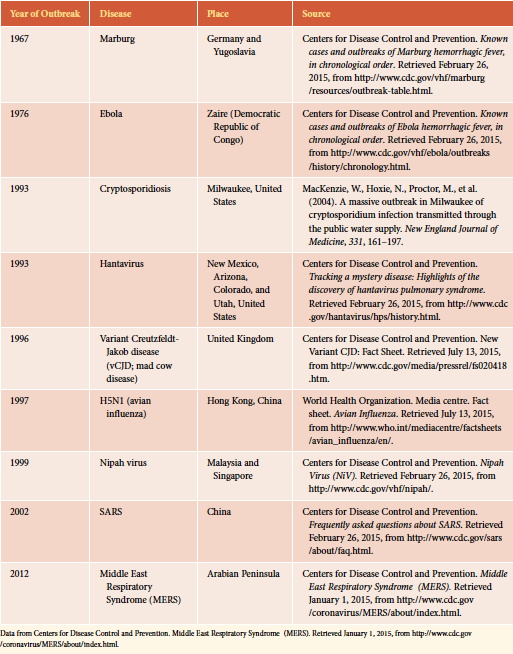 Year of Outbreak Disease Place Source
1967 Marburg Germany and Centers for Disease Control and Prevention. Known
Yugoslavia cases and outbreaks of Marburg hemorrhagic fever,
in chronological order. Retrieved February 26,
2015, from http://www.cdc.gov/vhf/marburg
/resources/outbreak-table.html.
1976 Ebola Zaire (Democratic Centers for Disease Control and Prevention. Known
Republic of cases and outbreaks of Ebola hemorrhagic fever, in
Congo) chronological order. Retrieved February 26, 2015,
from http://www.cdc.gov/vhf/ebola/outbreaks
/history/chronology.html.
1993 Cryptosporidiosis Milwaukee, United MacKenzie, W., Hoxie, N., Proctor, M., et al.
States (2004). A massive outbreak in Milwaukee of
cryptosporidium infection transmitted through
the public water supply. New England Journal of
Medicine, 331, 161–197.
1993 Hantavirus New Mexico, Centers for Disease Control and Prevention.
Arizona, Tracking a mystery disease: Highlights of the
Colorado, and discovery of hantavirus pulmonary syndrome.
Utah, United Retrieved February 26, 2015, from http://www.cdc
States .gov/hantavirus/hps/history.html.
1996 Variant Creutzfeldt- United Kingdom Centers for Disease Control and Prevention. New
Jakob disease Variant CJD: Fact Sheet. Retrieved July 13, 2015,
(vCJD; mad cow from http://www.cdc.gov/media/pressrel/fs020418
disease) .htm.
1997 H5N1 (avian Hong Kong, China World Health Organization. Media centre. Fact
influenza) sheet. Avian Influenza. Retrieved July 13, 2015,
from http://www.who.int/mediacentre/factsheets
/avian_influenza/en/.
1999 Nipah virus Malaysia and Centers for Disease Control and Prevention. Nipah
Singapore Virus (NiV). Retrieved February 26, 2015, from
http://www.cdc.gov/vhf/nipah/.
2002 SARS China Centers for Disease Control and Prevention.
Frequently asked questions about SARS. Retrieved
February 26, 2015, from http://www.cdc.gov/sars
/about/faq.html.
2012 Middle East Arabian Peninsula Centers for Disease Control and Prevention. Middle
Respiratory East Respiratory Syndrome (MERS). Retrieved
Syndrome (MERS) January 1, 2015, from http://www.cdc.gov
/coronavirus/MERS/about/index.html.
Data from Centers for Disease Control and Prevention. Middle East Respiratory Syndrome (MERS). Retrieved January 1, 2015, from http://www.cdc.gov
/coronavirus/MERS/about/index.html.